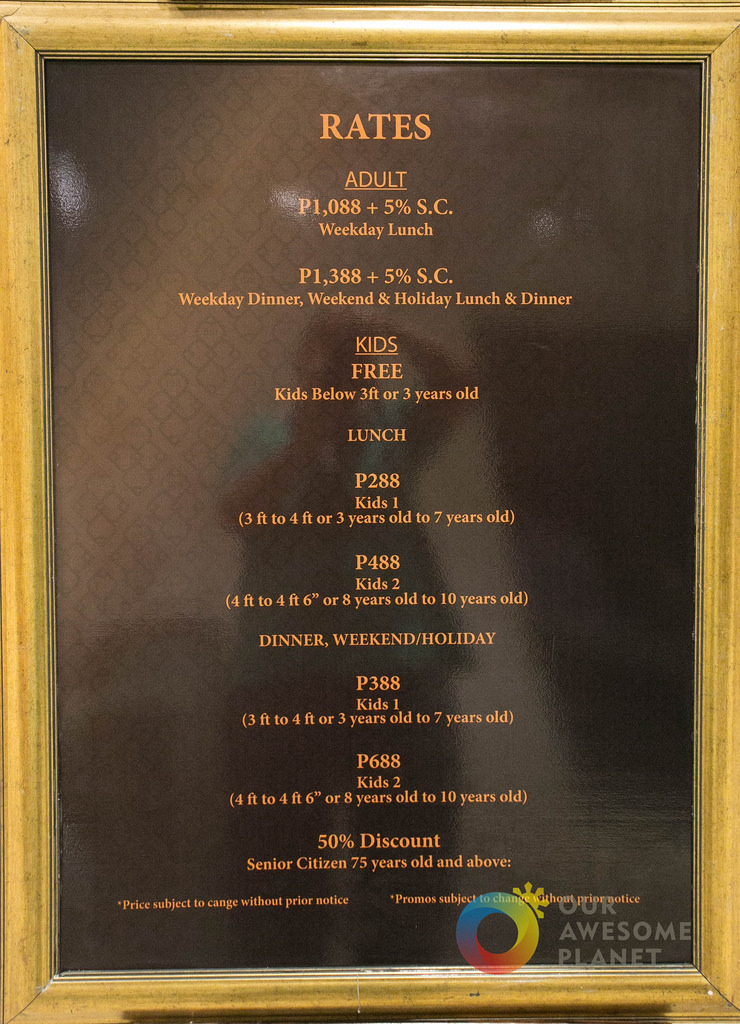 RATES
ADULT
P1,088 + 5% S.C.
Weekday Lunch
P1,388 + 5% S.C.
Weekday Dinner, Weekend & Holiday Lunch & Dinner
KIDS
FREE
Kids Below 3ft or 3 years old
LUNCH
P288
Kids 1
(3 ft to 4 ft or 3 years old to 7 years old)
P488
Kids 2
(4 ft to 4 ft 6” or 8 years old to 10 years old)
DINNER, WEEKEND/HOLIDAY
P388
Kids 1
(3 ft to 4 ft or 3 years old to 7 years old)
P688
Kids 2
(4 ft to 4 ft 6” or 8 years old to 10 years old)
50% Discount
Senior Citizen 75 years old and above:
*Price subject to cange without prior notice
*Promos subject to change without prior notice
OUR
AWESOME
PLANET